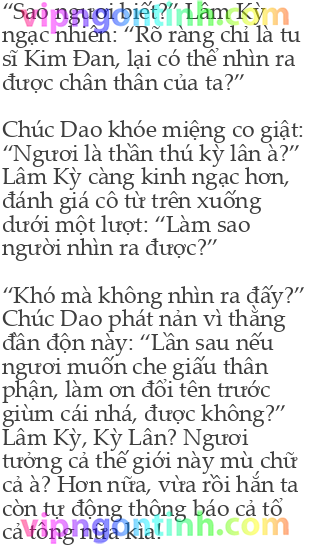 “Sao ngươi biết?” Lâm Kỳ
ngạc nhiên: “Rõ ràng chỉ là tu
sĩ Kim Đan, lại có thể nhìn ra
được chân thân của ta?”
Chúc Dao khóe miệng co giật:
“Ngươi là thần thú kỳ lân à?”
Lâm Kỳ càng kinh ngạc hơn,
đánh giá cô từ trên xuống
dưới một lượt: “Làm sao
người nhìn ra được?”
“Khó mà không nhìn ra đấy?”
Chúc Dao phát nản vì thằng
đần độn này: “Lần sau nếu
ngươi muốn che giấu thân
phận, làm ơn đổi tên trước
giùm cái nhá, được không?”
Lâm Kỳ, Kỳ Lân? Ngươi
tưởng cả thế giới này mù chữ
cả à? Hơn nữa, vừa rồi hắn ta
còn tự động thông báo cả tổ
cả tông nữa kìa!
vipngontinh.com
vipngontinh.com